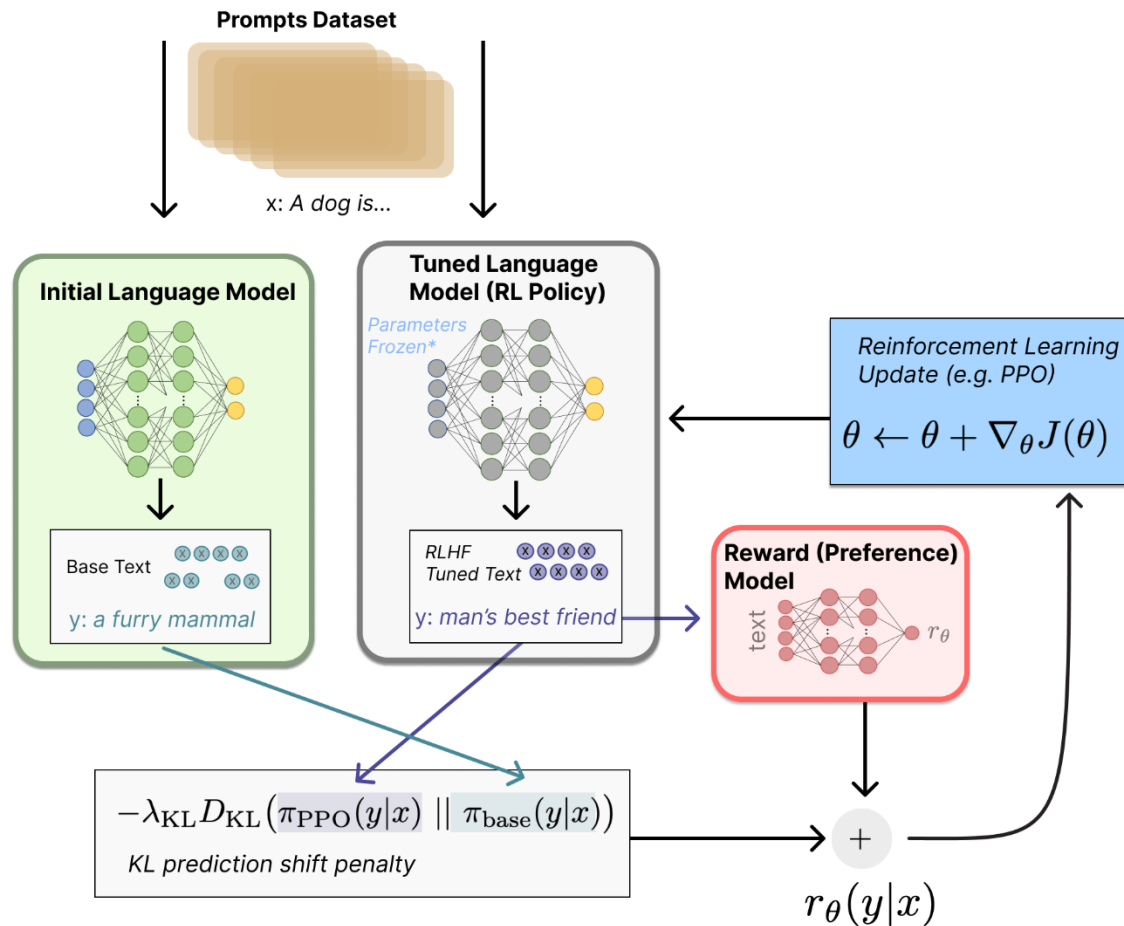 Prompts Dataset
x: A dog is...
Initial Language Model
Base Text
x x x x
x x x x
y: a furry mammal
Tuned Language
Model (RL Policy)
Parameters
Frozen*
RLHF
Tuned Text
x x x x
x x x x
y: man's best friend
Reinforcement Learning
Update (e.g. PPO)
θ ← θ + ∇θJ(θ)
Reward (Preference)
Model
text
rθ
−λKL DKL(πPPO(y|x) || πbase(y|x))
KL prediction shift penalty
+
rθ(y|x)